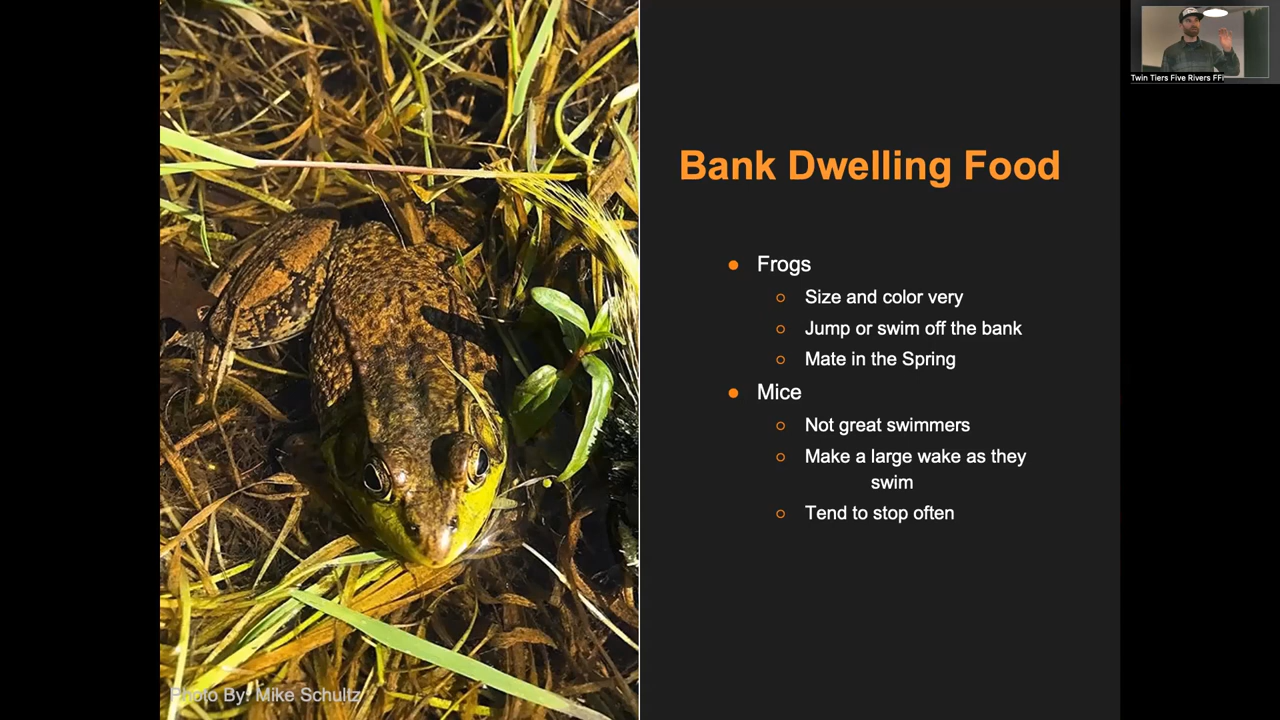 Twin Tiers Five Rivers FFi
Bank Dwelling Food
● Frogs
○ Size and color very
○ Jump or swim off the bank
○ Mate in the Spring
● Mice
○ Not great swimmers
○ Make a large wake as they
swim
○ Tend to stop often
Photo By: Mike Schultz